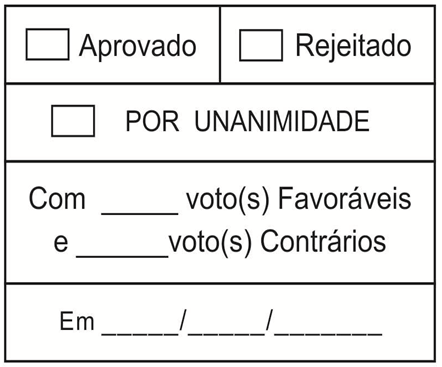 Aprovado Rejeitado
POR UNANIMIDADE
Com _____ voto(s) Favoráveis
e ______voto(s) Contrários
Em _____/_____/_______